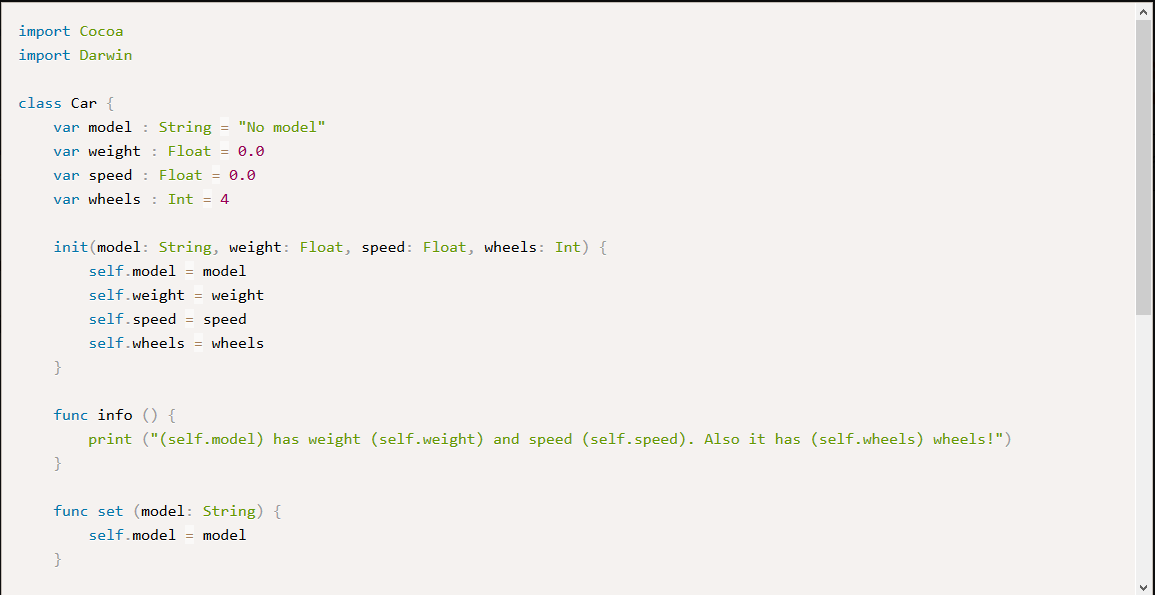 import Cocoa
import Darwin
class Car {
var model : String = "No model"
var weight : Float = 0.0
var speed : Float = 0.0
var wheels : Int = 4
init(model: String, weight: Float, speed: Float, wheels: Int) {
self.model = model
self.weight = weight
self.speed = speed
self.wheels = wheels
}
func info () {
print ("(self.model) has weight (self.weight) and speed (self.speed). Also it has (self.wheels) wheels!")
}
func set (model: String) {
self.model = model
}